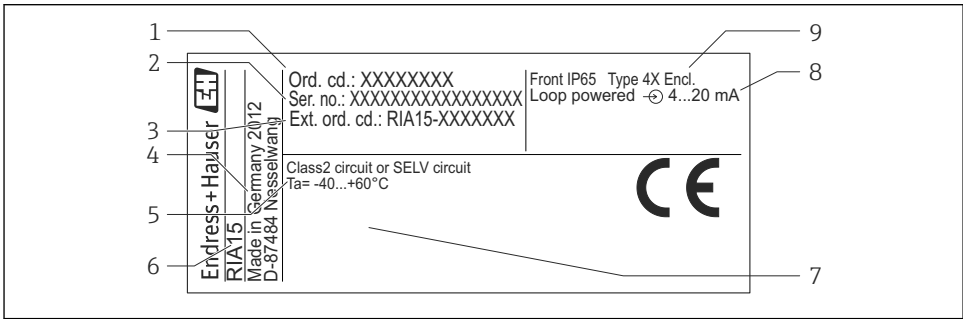 1
2
3
4
5
6
9
8
7
Endress+Hauser EH
RIA15
Made in Germany 2012
D-87484 Nesselwang
Ord. cd.: XXXXXXXX
Ser. no.: XXXXXXXXXXXXXXXXX
Ext. ord. cd.: RIA15-XXXXXXX
Front IP65 Type 4X Encl.
Loop powered 4...20 mA
Class2 circuit or SELV circuit
Ta= -40...+60°C
CE